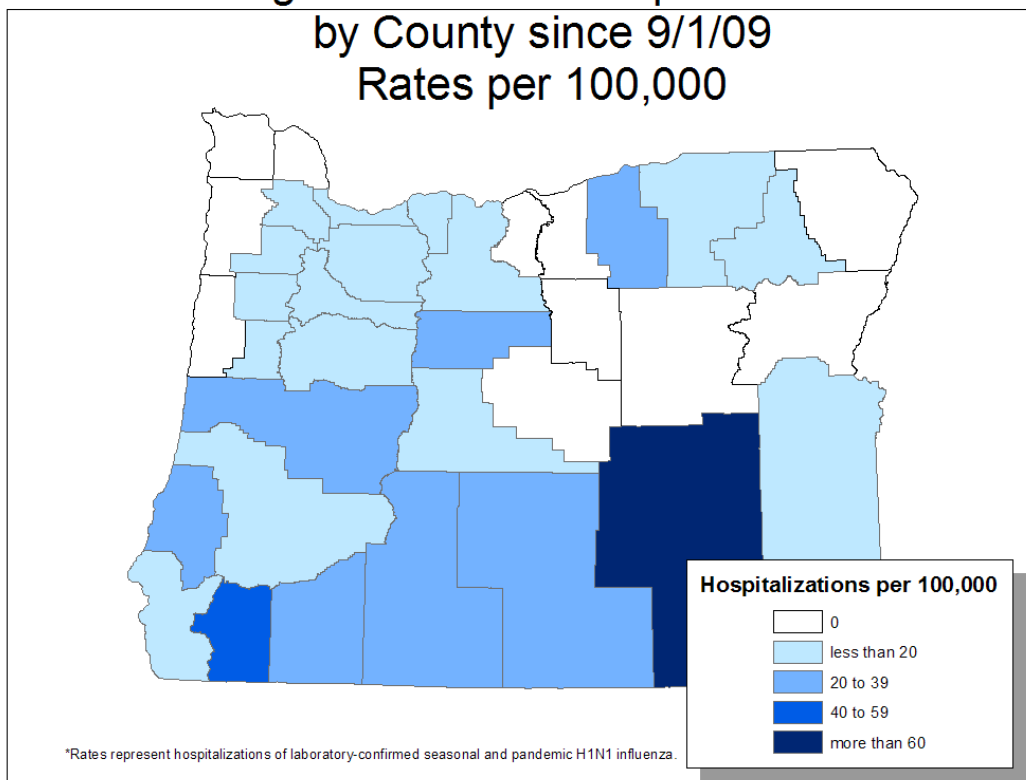 by County since 9/1/09
Rates per 100,000
Hospitalizations per 100,000
0
less than 20
20 to 39
40 to 59
more than 60
*Rates represent hospitalizations of laboratory-confirmed seasonal and pandemic H1N1 influenza.